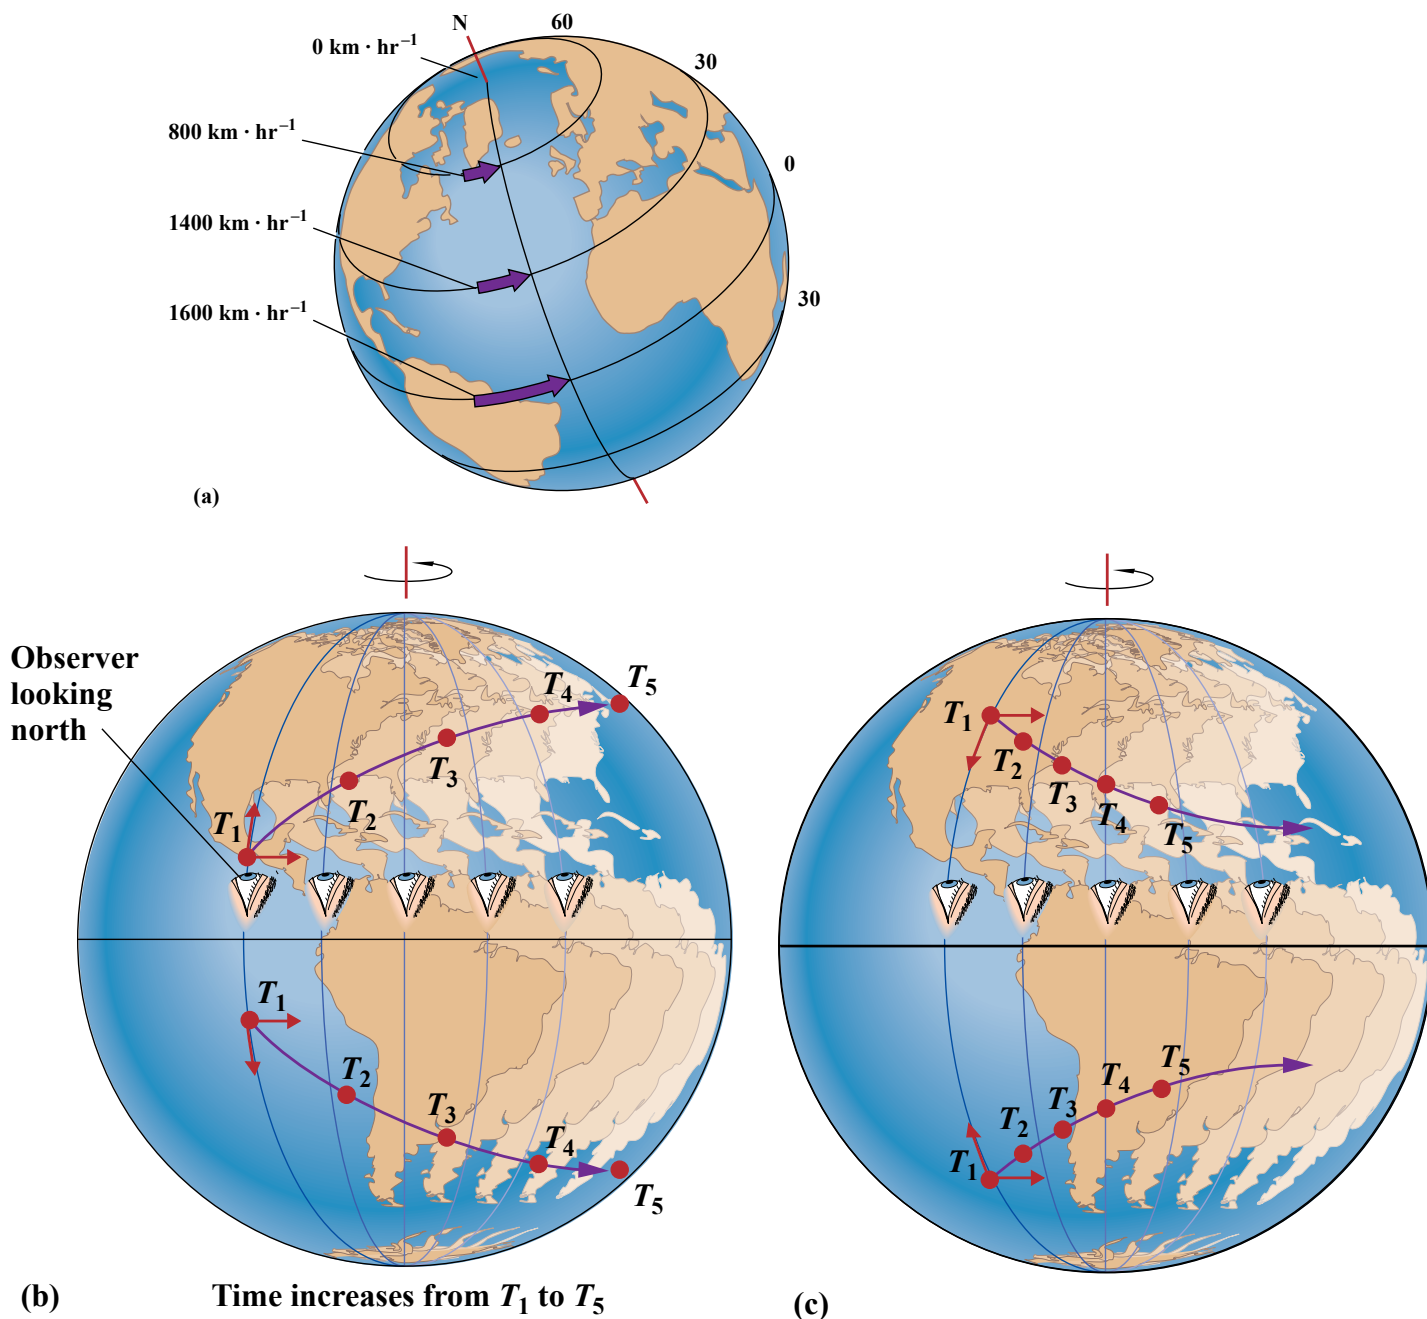 N
60
0 km · hr⁻¹
30
800 km · hr⁻¹
0
1400 km · hr⁻¹
30
1600 km · hr⁻¹
(a)
Observer
looking
north
T₁
T₂
T₃
T₄
T₅
T₁
T₂
T₃
T₄
T₅
(b)
Time increases from T₁ to T₅
T₁
T₂
T₃
T₄
T₅
T₁
T₂
T₃
T₄
T₅
(c)